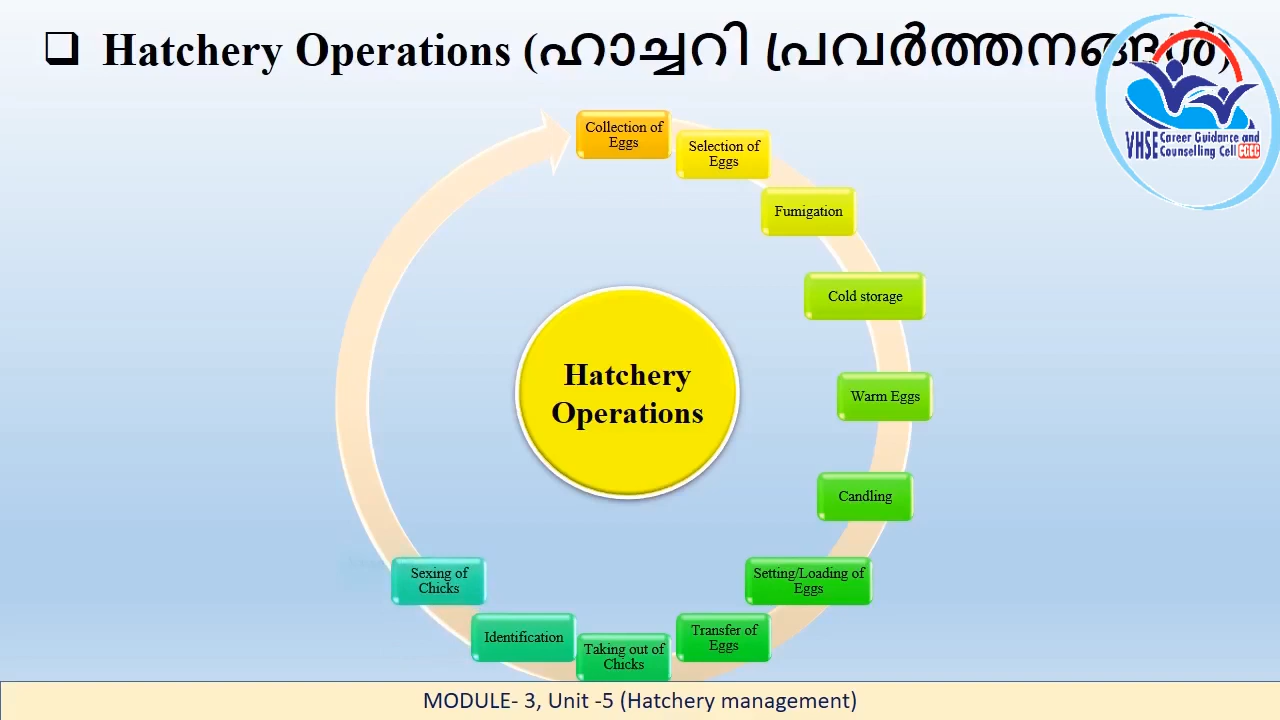 ❑ Hatchery Operations (ഹാച്ചറി പ്രവർത്തനങ്ങൾ)
VHSE Career Guidance and
Counselling Cell CGCC
Collection of
Eggs
Selection of
Eggs
Fumigation
Cold storage
Warm Eggs
Candling
Setting/Loading of
Eggs
Transfer of
Eggs
Taking out of
Chicks
Identification
Sexing of
Chicks
Hatchery
Operations
MODULE- 3, Unit -5 (Hatchery management)